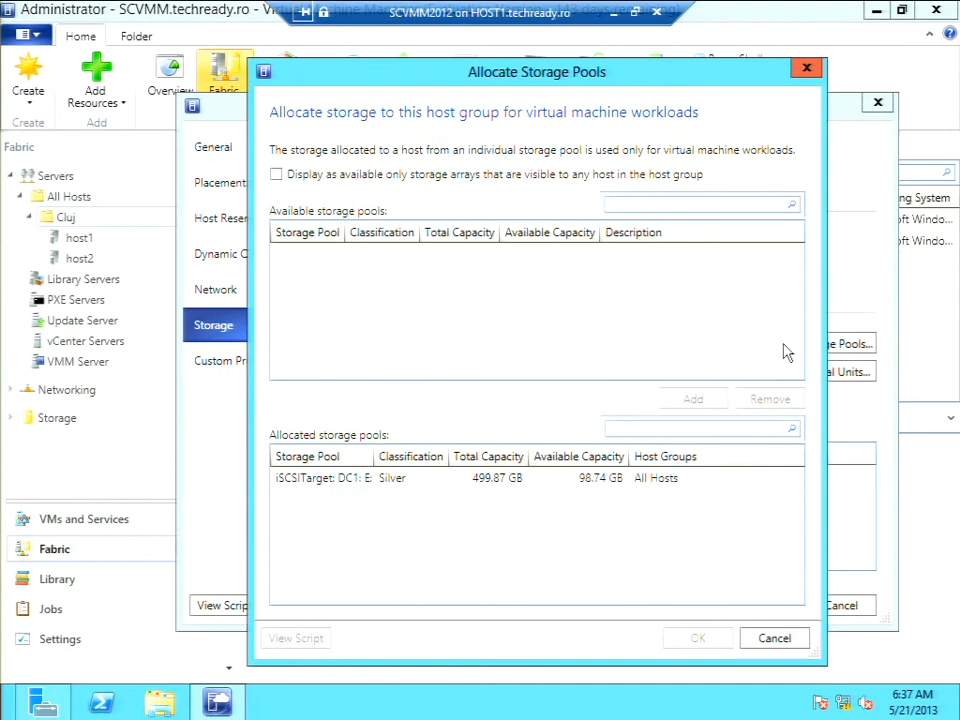 Administrator - SCVMM.techready.ro - Vi
SCVMM2012 on HOST1.techready.ro
Home
Folder
Create
Add
Resources
Overview
Fabric
Create
Add
Allocate Storage Pools
Allocate storage to this host group for virtual machine workloads
The storage allocated to a host from an individual storage pool is used only for virtual machine workloads.
Display as available only storage arrays that are visible to any host in the host group
Available storage pools:
Storage Pool
Classification
Total Capacity
Available Capacity
Description
Add
Remove
Allocated storage pools:
Storage Pool
Classification
Total Capacity
Available Capacity
Host Groups
iSCSITarget: DC1: E:
Silver
499.87 GB
98.74 GB
All Hosts
View Script
OK
Cancel
General
Placement
Host Reser
Dynamic O
Network
Storage
Custom Pr
View Scrip
ge Pools...
al Units...
Cancel
ng System
oft Windo...
oft Windo...
Fabric
Servers
All Hosts
Cluj
host1
host2
Library Servers
PXE Servers
Update Server
vCenter Servers
VMM Server
Networking
Storage
VMs and Services
Fabric
Library
Jobs
Settings
6:37 AM
5/21/2013